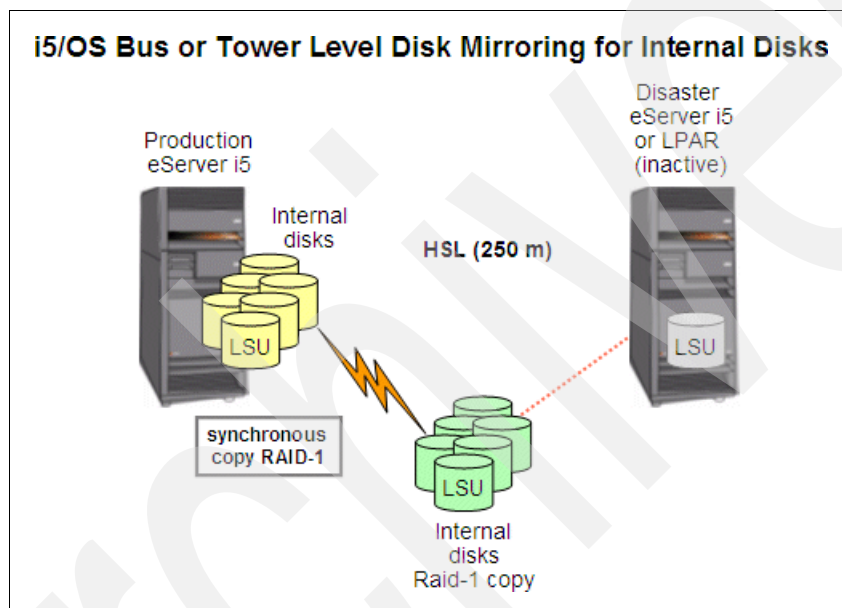 i5/OS Bus or Tower Level Disk Mirroring for Internal Disks
Production
eServer i5
Internal
disks
LSU
synchronous
copy RAID-1
HSL (250 m)
LSU
Internal
disks
Raid-1 copy
Disaster
eServer i5
or LPAR
(inactive)
LSU